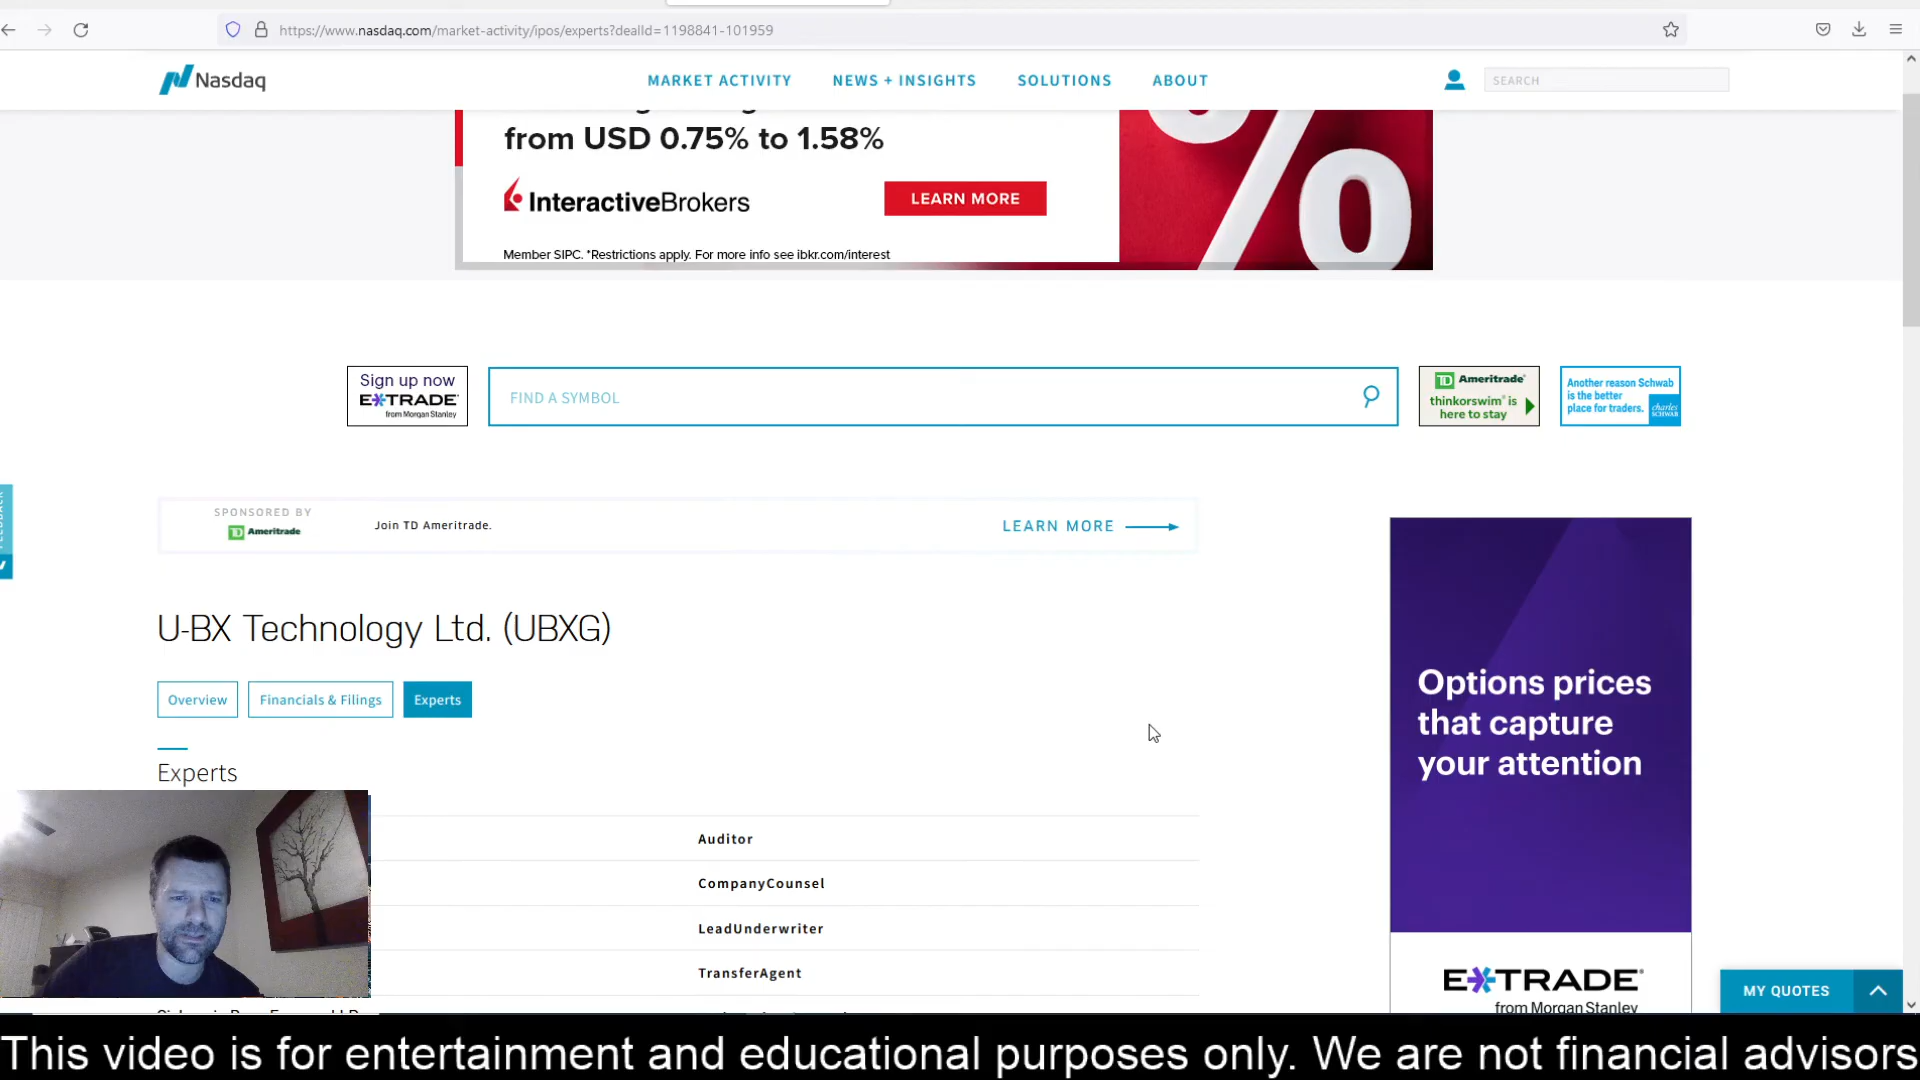 https://www.nasdaq.com/market-activity/ipos/experts?dealId=1198841-101959
Nasdaq
MARKET ACTIVITY
NEWS + INSIGHTS
SOLUTIONS
ABOUT
SEARCH
from USD 0.75% to 1.58%
InteractiveBrokers
LEARN MORE
Member SIPC. *Restrictions apply. For more info see ibkr.com/interest
%
Sign up now
E*TRADE
from Morgan Stanley
FIND A SYMBOL
TD Ameritrade
thinkorswim® is
here to stay
Another reason Schwab
is the better
place for traders.
charles
SCHWAB
SPONSORED BY
TD Ameritrade
Join TD Ameritrade.
LEARN MORE
FEEDBACK
U-BX Technology Ltd. (UBXG)
Overview
Financials & Filings
Experts
Experts
Auditor
CompanyCounsel
LeadUnderwriter
TransferAgent
Options prices
that capture
your attention
E*TRADE®
from Morgan Stanley
MY QUOTES
This video is for entertainment and educational purposes only. We are not financial advisors